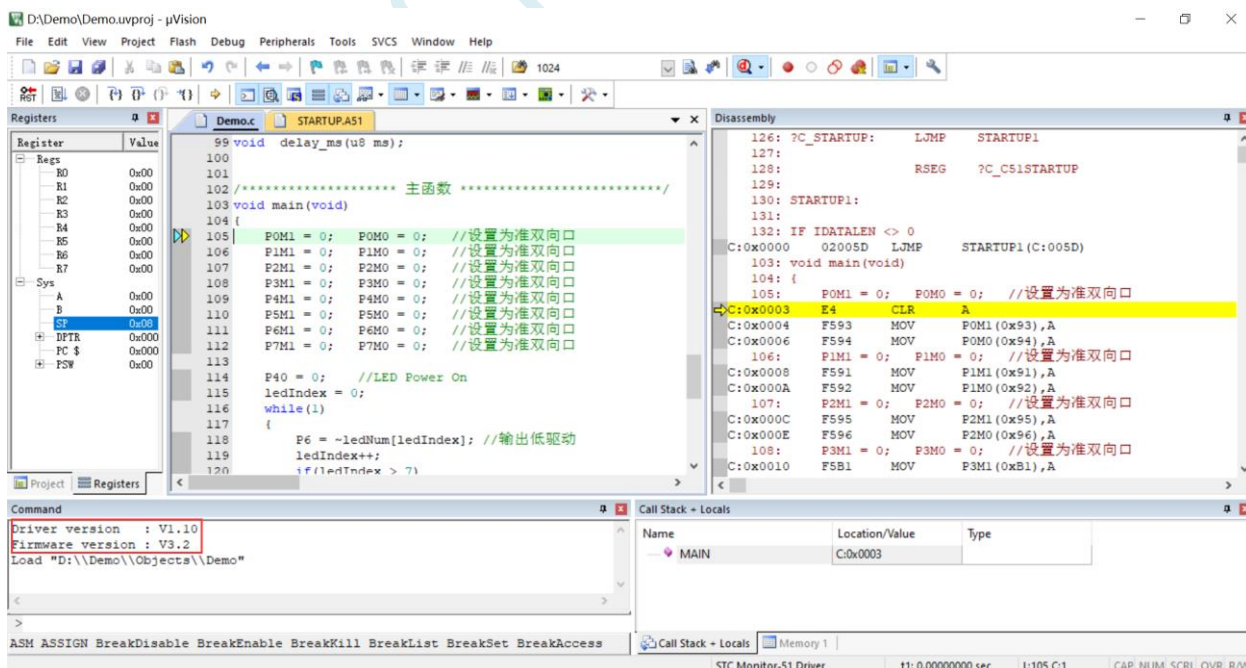 D:\Demo\Demo.uvproj - µVision
File Edit View Project Flash Debug Peripherals Tools SVCS Window Help
1024
RST
Registers
Register Value
Regs
R0 0x00
R1 0x00
R2 0x00
R3 0x00
R4 0x00
R5 0x00
R6 0x00
R7 0x00
Sys
A 0x00
B 0x00
SP 0x08
DPTR 0x000
PC $ 0x000
PSW 0x00
Project Registers
Demo.c STARTUP.A51
99 void delay_ms(u8 ms);
100
101
102 /******************** 主函数 **************************/
103 void main(void)
104 {
105 P0M1 = 0; P0M0 = 0; //设置为准双向口
106 P1M1 = 0; P1M0 = 0; //设置为准双向口
107 P2M1 = 0; P2M0 = 0; //设置为准双向口
108 P3M1 = 0; P3M0 = 0; //设置为准双向口
109 P4M1 = 0; P4M0 = 0; //设置为准双向口
110 P5M1 = 0; P5M0 = 0; //设置为准双向口
111 P6M1 = 0; P6M0 = 0; //设置为准双向口
112 P7M1 = 0; P7M0 = 0; //设置为准双向口
113
114 P40 = 0; //LED Power On
115 ledIndex = 0;
116 while(1)
117 {
118 P6 = ~ledNum[ledIndex]; //输出低驱动
119 ledIndex++;
120 if(ledIndex > 7)
Disassembly
126: ?C_STARTUP: LJMP STARTUP1
127:
128: RSEG ?C_C51STARTUP
129:
130: STARTUP1:
131:
132: IF IDATALEN <> 0
C:0x0000 02005D LJMP STARTUP1(C:005D)
103: void main(void)
104: {
105: P0M1 = 0; P0M0 = 0; //设置为准双向口
C:0x0003 E4 CLR A
C:0x0004 F593 MOV P0M1(0x93),A
C:0x0006 F594 MOV P0M0(0x94),A
106: P1M1 = 0; P1M0 = 0; //设置为准双向口
C:0x0008 F591 MOV P1M1(0x91),A
C:0x000A F592 MOV P1M0(0x92),A
107: P2M1 = 0; P2M0 = 0; //设置为准双向口
C:0x000C F595 MOV P2M1(0x95),A
C:0x000E F596 MOV P2M0(0x96),A
108: P3M1 = 0; P3M0 = 0; //设置为准双向口
C:0x0010 F5B1 MOV P3M1(0xB1),A
Command
Driver version : V1.10
Firmware version : V3.2
Load "D:\\Demo\\Objects\\Demo"
>
ASM ASSIGN BreakDisable BreakEnable BreakKill BreakList BreakSet BreakAccess
Call Stack + Locals
Name Location/Value Type
MAIN C:0x0003
Call Stack + Locals Memory 1
STC Monitor-51 Driver t1: 0.00000000 sec L:105 C:1 CAP NUM SCRL OVR R/W